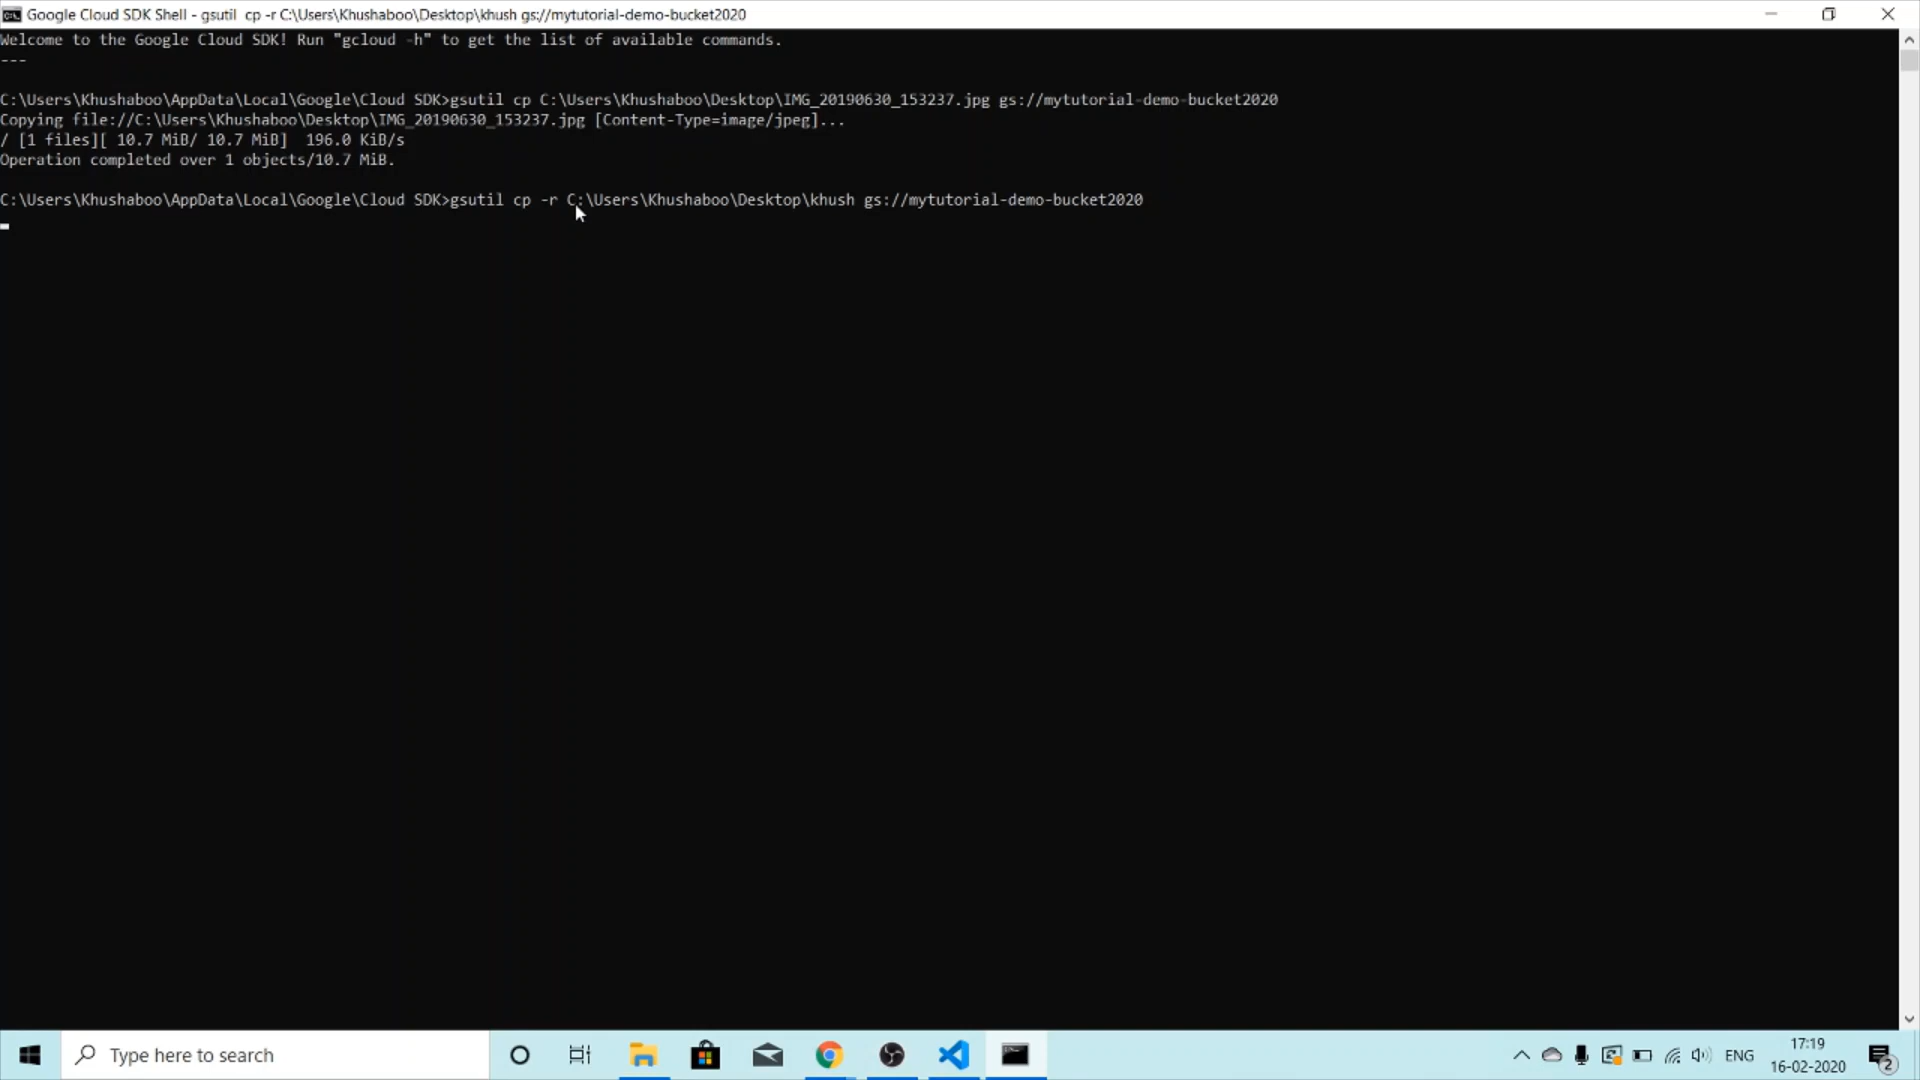 Google Cloud SDK Shell - gsutil  cp -r C:\Users\Khushaboo\Desktop\khush gs://mytutorial-demo-bucket2020
Welcome to the Google Cloud SDK! Run "gcloud -h" to get the list of available commands.
---
C:\Users\Khushaboo\AppData\Local\Google\Cloud SDK>gsutil cp C:\Users\Khushaboo\Desktop\IMG_20190630_153237.jpg gs://mytutorial-demo-bucket2020
Copying file://C:\Users\Khushaboo\Desktop\IMG_20190630_153237.jpg [Content-Type=image/jpeg]...
/ [1 files][ 10.7 MiB/ 10.7 MiB]  196.0 KiB/s
Operation completed over 1 objects/10.7 MiB.
C:\Users\Khushaboo\AppData\Local\Google\Cloud SDK>gsutil cp -r C:\Users\Khushaboo\Desktop\khush gs://mytutorial-demo-bucket2020
Type here to search
ENG
17:19
16-02-2020
2